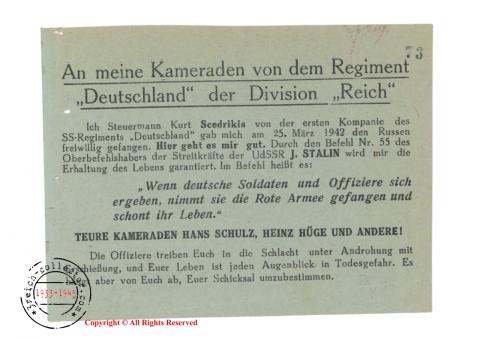 73
An meine Kameraden von dem Regiment
„Deutschland“ der Division „Reich“
Ich Steuermann Kurt Scedrikis von der ersten Kompanie des
SS-Regiments „Deutschland“ gab mich am 25. März 1942 den Russen
freiwillig gefangen. Hier geht es mir gut. Durch den Befehl Nr. 55 des
Oberbefehlshabers der Streitkräfte der UdSSR J. STALIN wird mir die
Erhaltung des Lebens garantiert. Im Befehl heißt es:
„Wenn deutsche Soldaten und Offiziere sich
ergeben, nimmt sie die Rote Armee gefangen und
schont ihr Leben.“
TEURE KAMERADEN HANS SCHULZ, HEINZ HÜGE UND ANDERE!
Die Offiziere treiben Euch in die Schlacht unter Androhung mit
schießung, und Euer Leben ist jeden Augenblick in Todesgefahr. Es
aber von Euch ab, Euer Schicksal umzubestimmen.
1933-1945
Copyright © All Rights Reserved